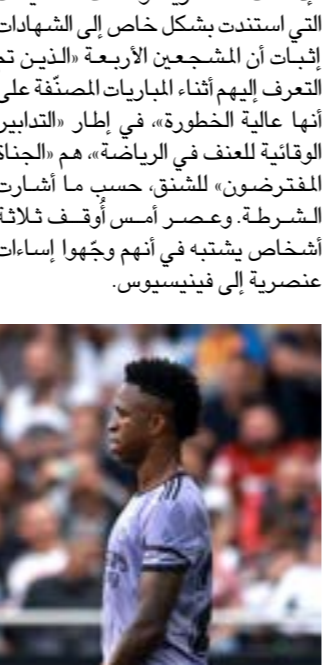 التي استندت بشكل خاص إلى الشهادات
إثبات أن المشجعين الأربعة «الذين تم
التعرف إليهم أثناء المباريات المصنّفة على
أنها عالية الخطورة»، في إطار «التدابير
الوقائية للعنف في الرياضة»، هم «الجناة
المفترضون» للشنق، حسب ما أشارت
الشرطة. وعصر أمس أُوقف ثلاثة
أشخاص يشتبه في أنهم وجّهوا إساءات
عنصرية إلى فينيسيوس.